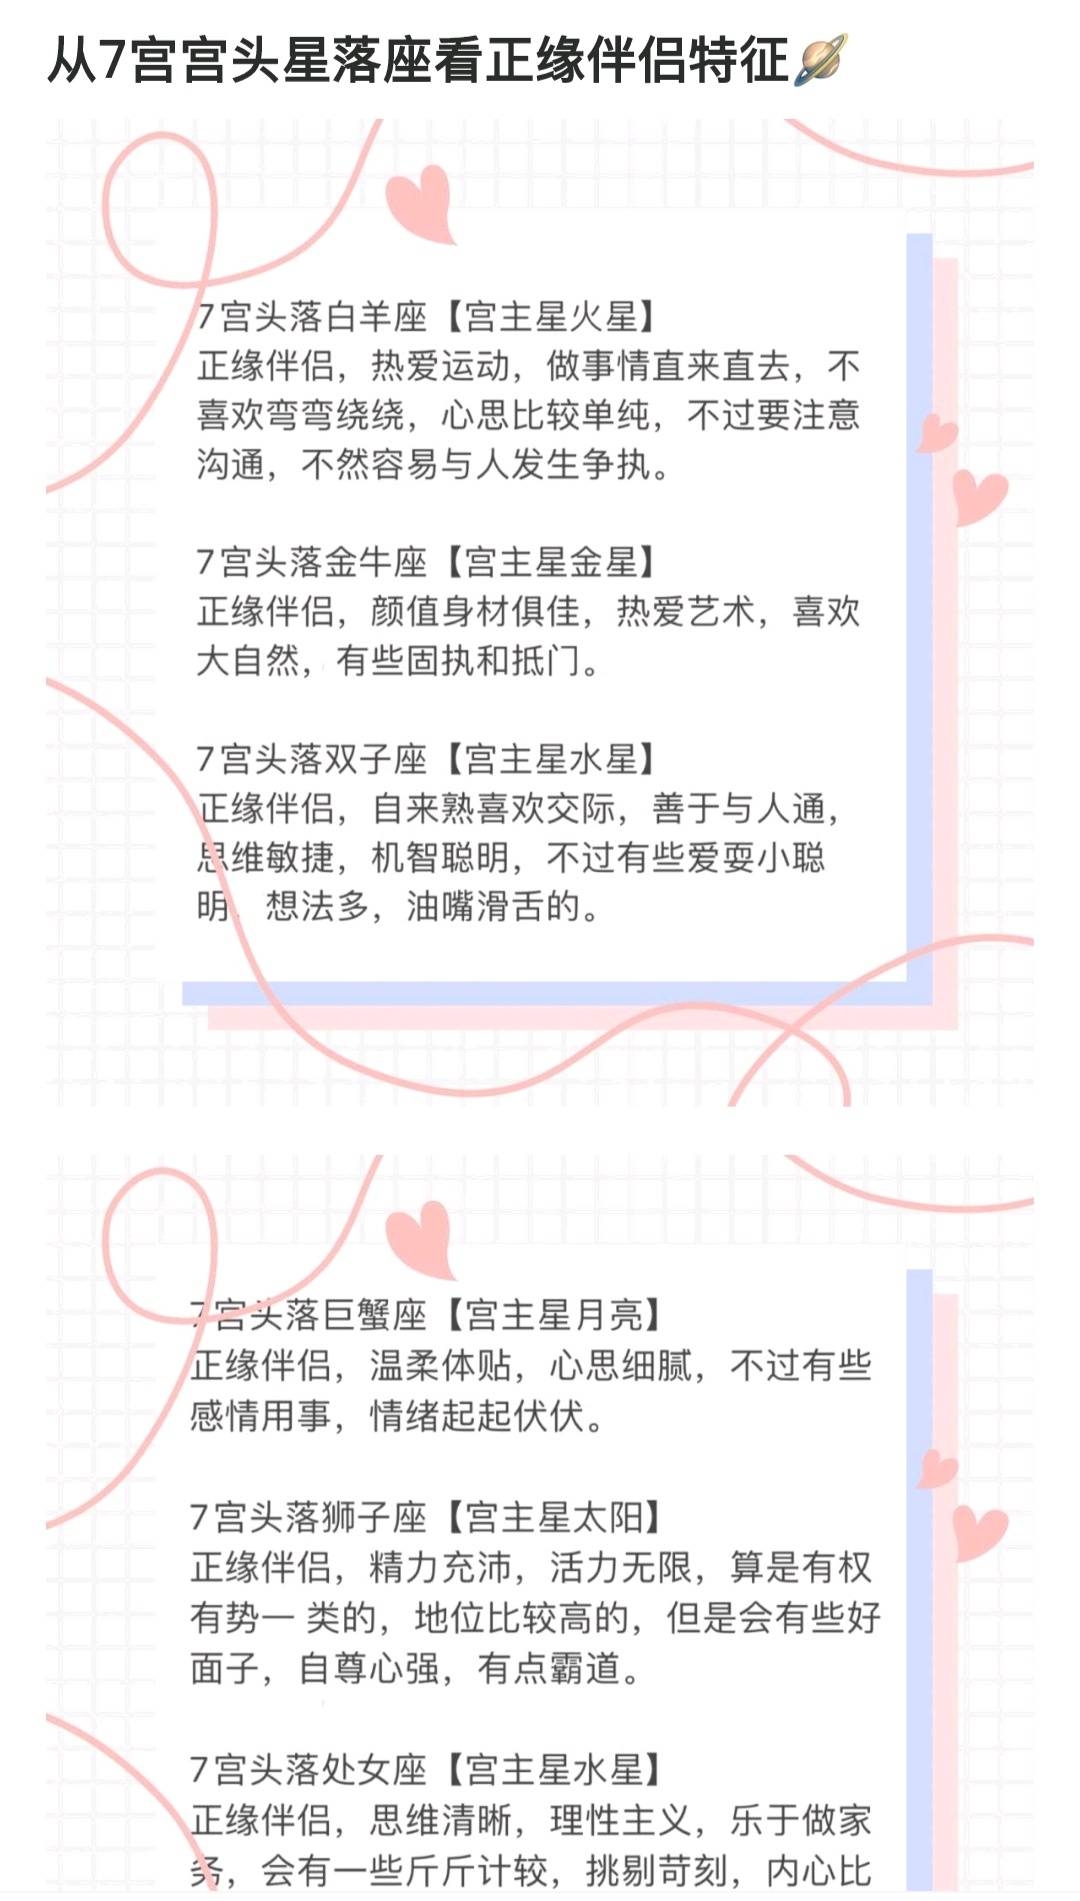 从7宫宫头星落座看正缘伴侣特征🪐
7宫头落白羊座【宫主星火星】
正缘伴侣，热爱运动，做事情直来直去，不
喜欢弯弯绕绕，心思比较单纯，不过要注意
沟通，不然容易与人发生争执。
7宫头落金牛座【宫主星金星】
正缘伴侣，颜值身材俱佳，热爱艺术，喜欢
大自然，有些固执和抵门。
7宫头落双子座【宫主星水星】
正缘伴侣，自来熟喜欢交际，善于与人通，
思维敏捷，机智聪明，不过有些爱耍小聪
明，想法多，油嘴滑舌的。
7宫头落巨蟹座【宫主星月亮】
正缘伴侣，温柔体贴，心思细腻，不过有些
感情用事，情绪起起伏伏。
7宫头落狮子座【宫主星太阳】
正缘伴侣，精力充沛，活力无限，算是有权
有势一 类的，地位比较高的，但是会有些好
面子，自尊心强，有点霸道。
7宫头落处女座【宫主星水星】
正缘伴侣，思维清晰，理性主义，乐于做家
务，会有一些斤斤计较，挑剔苛刻，内心比